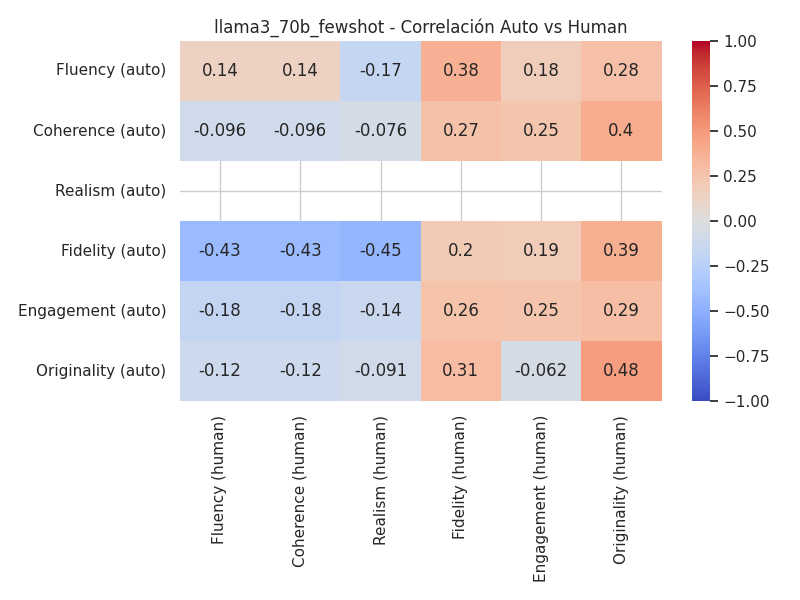 llama3_70b_fewshot - Correlación Auto vs Human
Fluency (auto) 0.14 0.14 -0.17 0.38 0.18 0.28
Coherence (auto) -0.096 -0.096 -0.076 0.27 0.25 0.4
Realism (auto)
Fidelity (auto) -0.43 -0.43 -0.45 0.2 0.19 0.39
Engagement (auto) -0.18 -0.18 -0.14 0.26 0.25 0.29
Originality (auto) -0.12 -0.12 -0.091 0.31 -0.062 0.48
Fluency (human)
Coherence (human)
Realism (human)
Fidelity (human)
Engagement (human)
Originality (human)
1.00
0.75
0.50
0.25
0.00
−0.25
−0.50
−0.75
−1.00